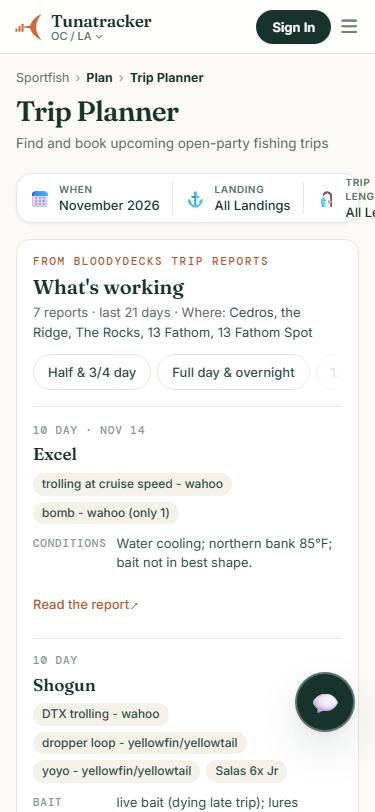 Tunatracker
OC / LA
Sign In
Sportfish › Plan › Trip Planner
Trip Planner
Find and book upcoming open-party fishing trips
WHEN
November 2026
LANDING
All Landings
TRIP
LENG
All Le
FROM BLOODYDECKS TRIP REPORTS
What's working
7 reports · last 21 days · Where: Cedros, the
Ridge, The Rocks, 13 Fathom, 13 Fathom Spot
Half & 3/4 day
Full day & overnight
10 DAY · NOV 14
Excel
trolling at cruise speed - wahoo
bomb - wahoo (only 1)
CONDITIONS Water cooling; northern bank 85°F;
bait not in best shape.
Read the report↗
10 DAY
Shogun
DTX trolling - wahoo
dropper loop - yellowfin/yellowtail
yoyo - yellowfin/yellowtail
Salas 6x Jr
BAIT live bait (dying late trip); lures